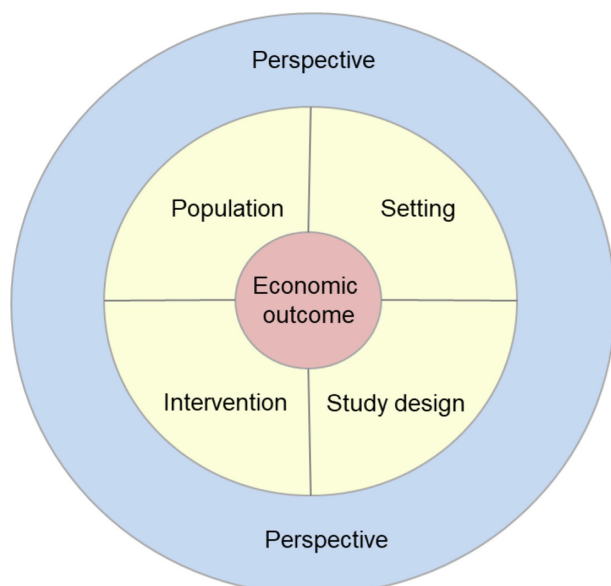 Perspective
Population
Setting
Economic
outcome
Intervention
Study design
Perspective